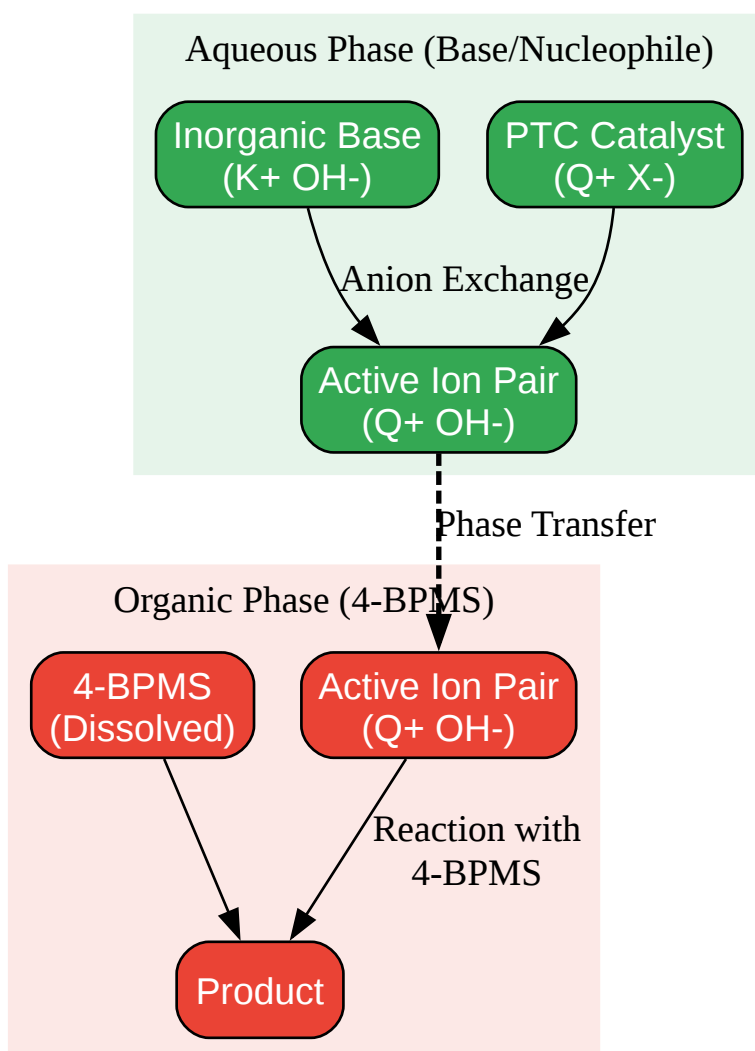 Aqueous Phase (Base/Nucleophile)
Inorganic Base
(K+ OH-)
PTC Catalyst
(Q+ X-)
Anion Exchange
Active Ion Pair
(Q+ OH-)
Phase Transfer
Organic Phase (4-BPMS)
4-BPMS
(Dissolved)
Active Ion Pair
(Q+ OH-)
Reaction with
4-BPMS
Product